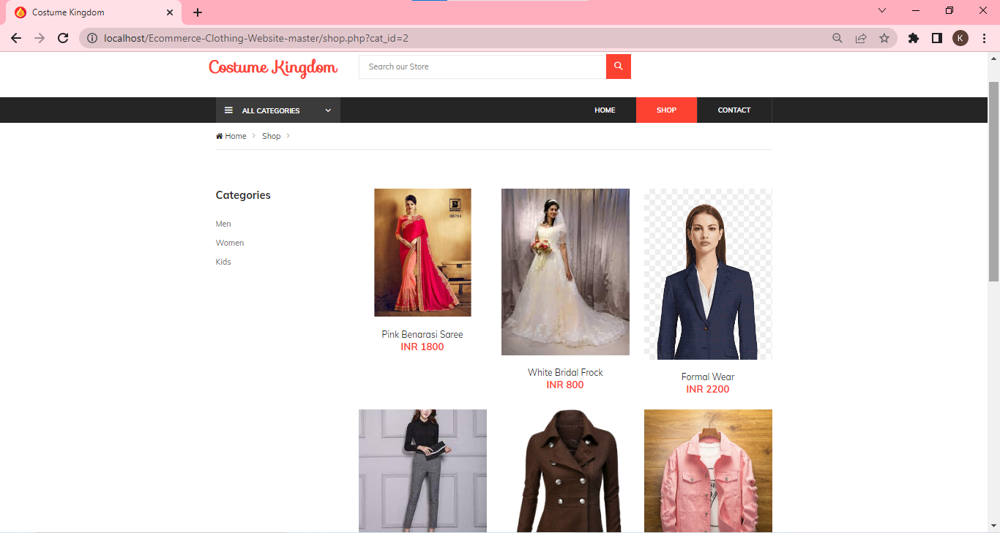 Costume Kingdom
localhost/Ecommerce-Clothing-Website-master/shop.php?cat_id=2
K
Costume Kingdom
Search our Store
ALL CATEGORIES
HOME
SHOP
CONTACT
Home
Shop
Categories
Men
Women
Kids
Pink Benarasi Saree
INR 1800
White Bridal Frock
INR 800
Formal Wear
INR 2200